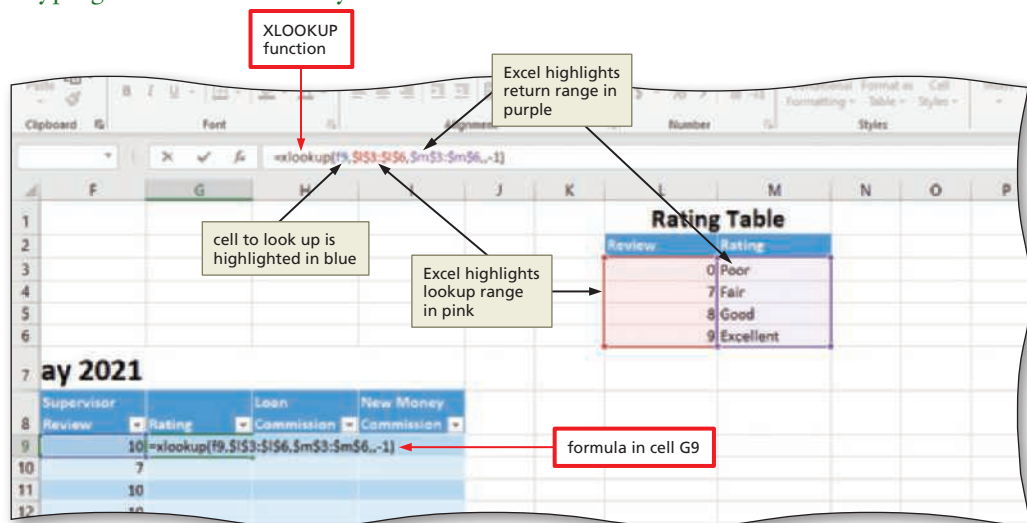 XLOOKUP
function
Excel highlights
return range in
purple
Clipboard
Font
Number
Styles
=xlookup(f9,$l$3:$l$6,$m$3:$m$6,,-1)
F G H I J K L M N O P
1 Rating Table
2 Review Rating
3 0 Poor
4 7 Fair
5 8 Good
6 9 Excellent
cell to look up is
highlighted in blue
Excel highlights
lookup range
in pink
7 ay 2021
Supervisor Loan New Money
8 Review Rating Commission Commission
9 10 =xlookup(f9,$l$3:$l$6,$m$3:$m$6,,-1)
formula in cell G9
10 7
11 10
12 10